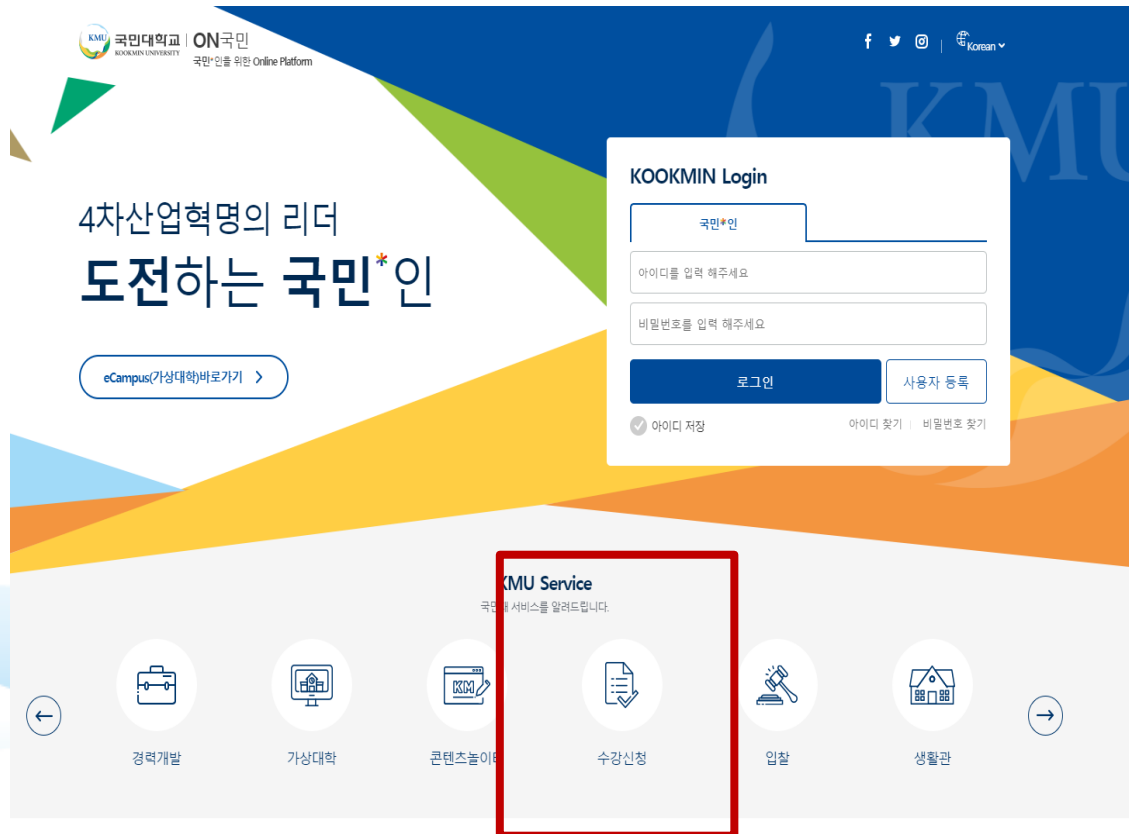 KMU 국민대학교 ON국민
KOOKMIN UNIVERSITY
국민*인을 위한 Online Platform
Korean
KMU
KOOKMIN Login
국민*인
4차산업혁명의 리더
도전하는 국민*인
아이디를 입력 해주세요
비밀번호를 입력 해주세요
eCampus(가상대학)바로가기
로그인 사용자 등록
아이디 저장 아이디 찾기 비밀번호 찾기
KMU Service
서비스를 알려드립니다.
KM
경력개발 가상대학 콘텐츠놀이터 수강신청 입찰 생활관